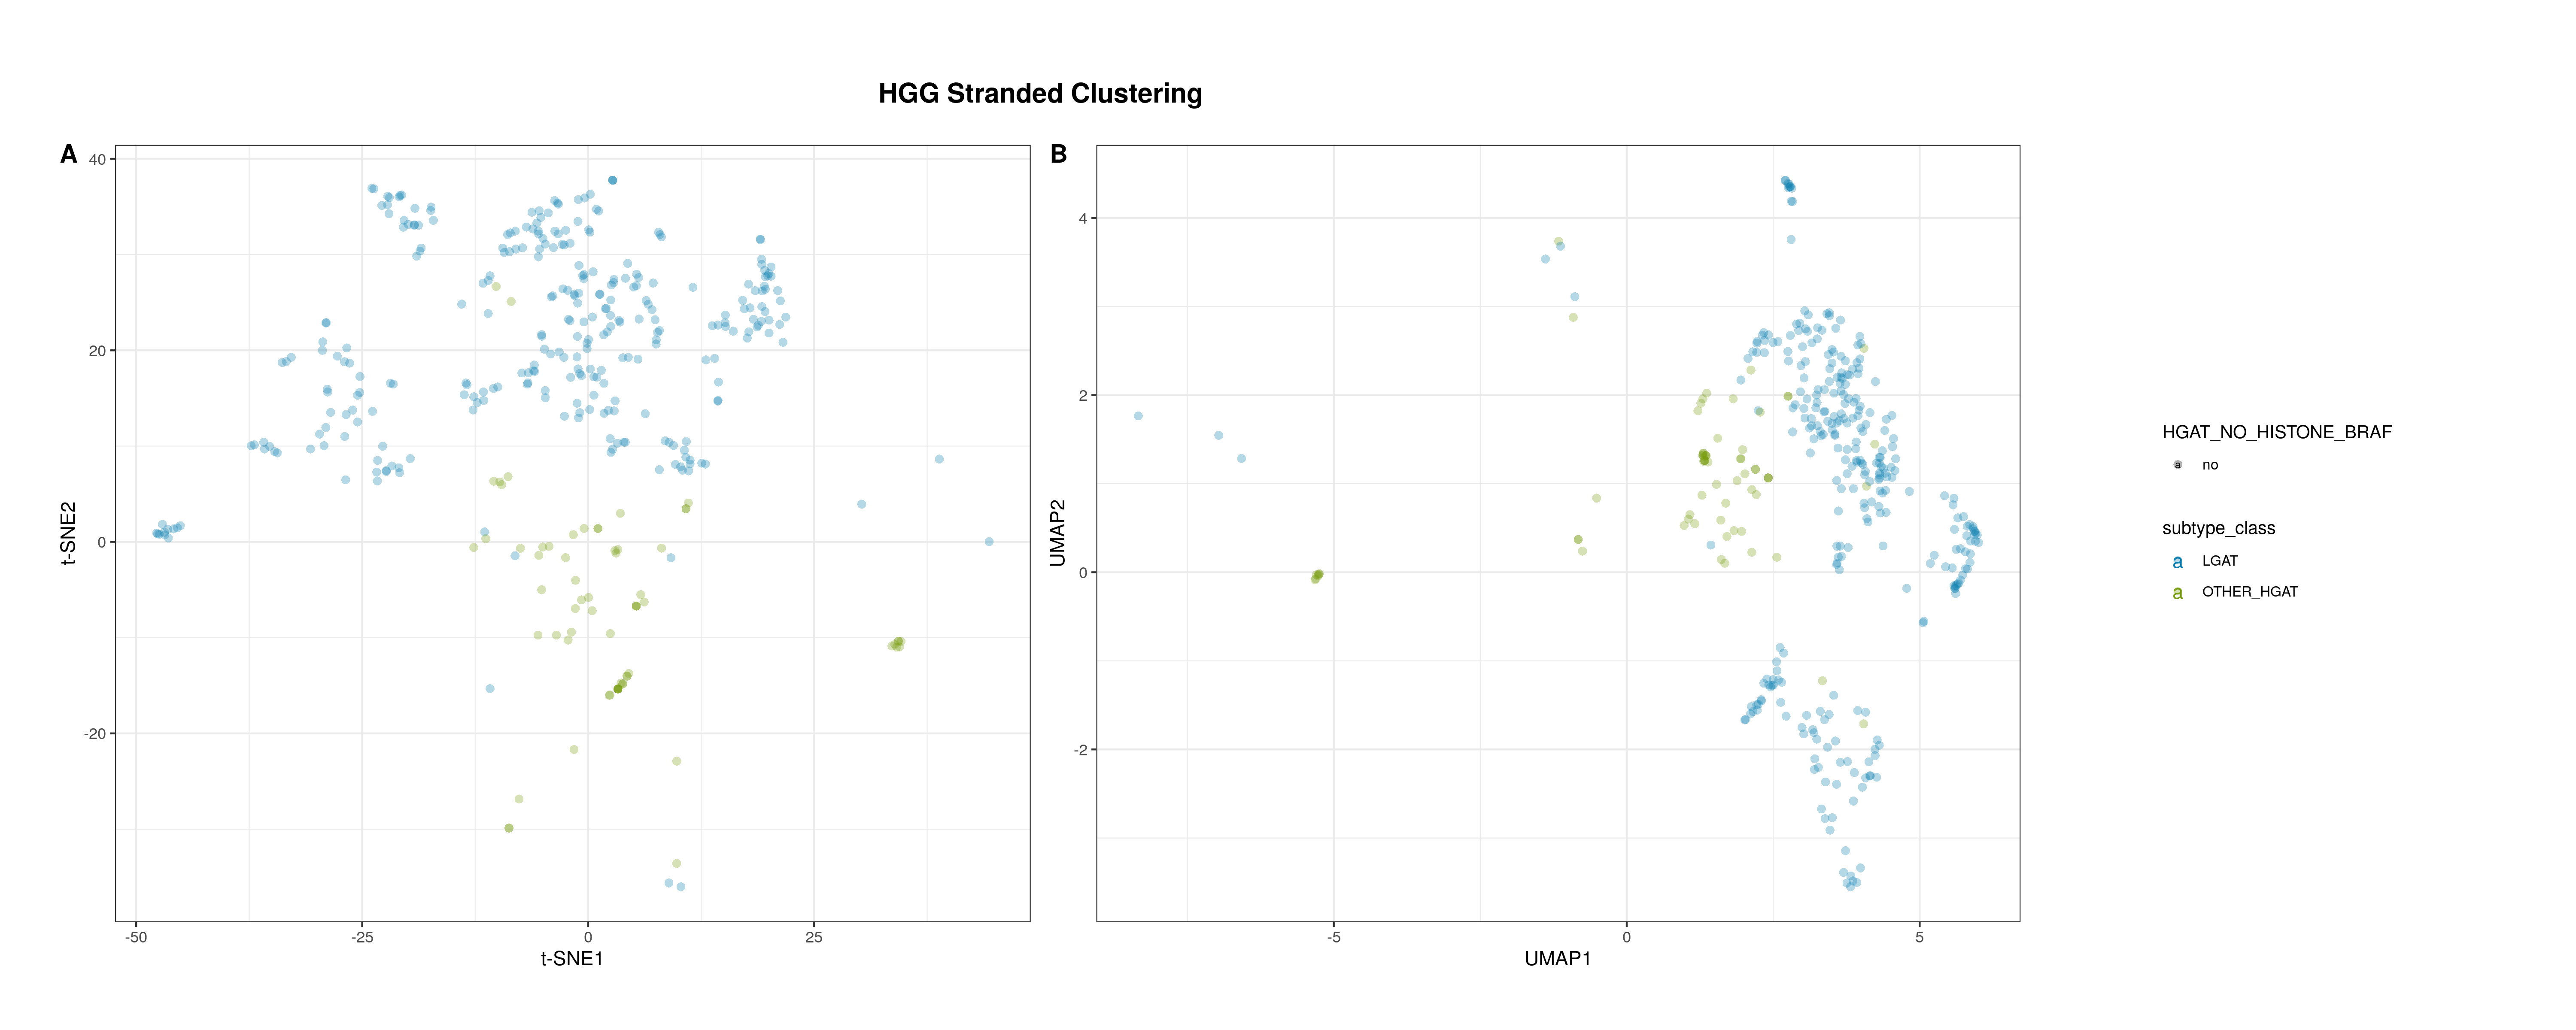 HGG Stranded Clustering
A
B
40
20
0
-20
t-SNE2
-50
-25
0
25
t-SNE1
4
2
0
-2
UMAP2
-5
0
5
UMAP1
HGAT_NO_HISTONE_BRAF
a no
subtype_class
a LGAT
a OTHER_HGAT